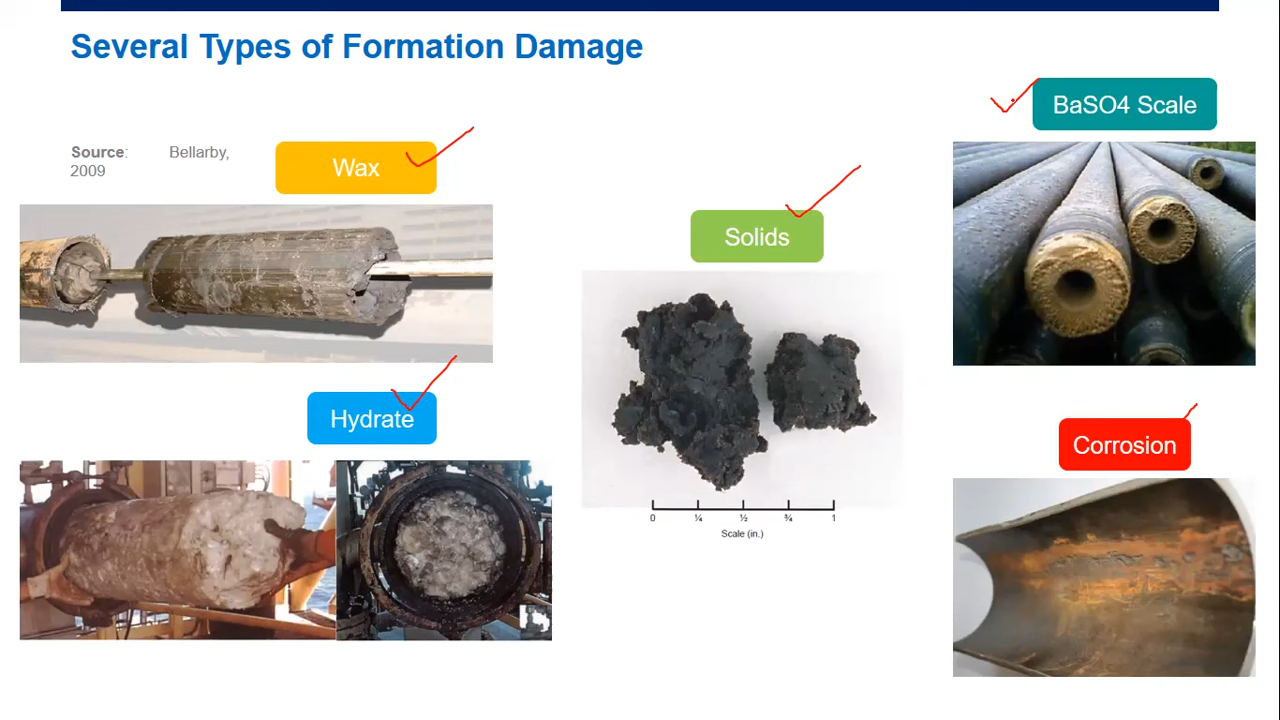 Several Types of Formation Damage
Source: Bellarby,
2009
Wax
Solids
BaSO4 Scale
Hydrate
Corrosion
0 ¼ ½ ¾ 1
Scale (in.)